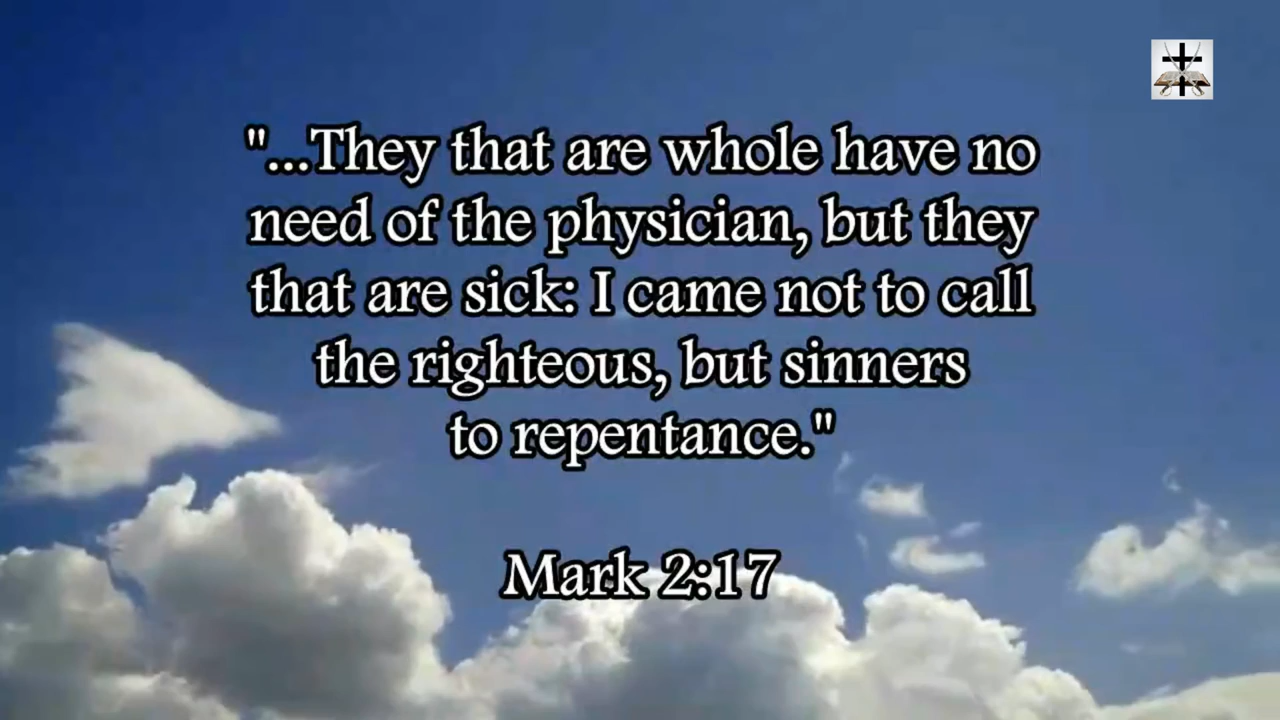 "...They that are whole have no
need of the physician, but they
that are sick: I came not to call
the righteous, but sinners
to repentance."
Mark 2:17